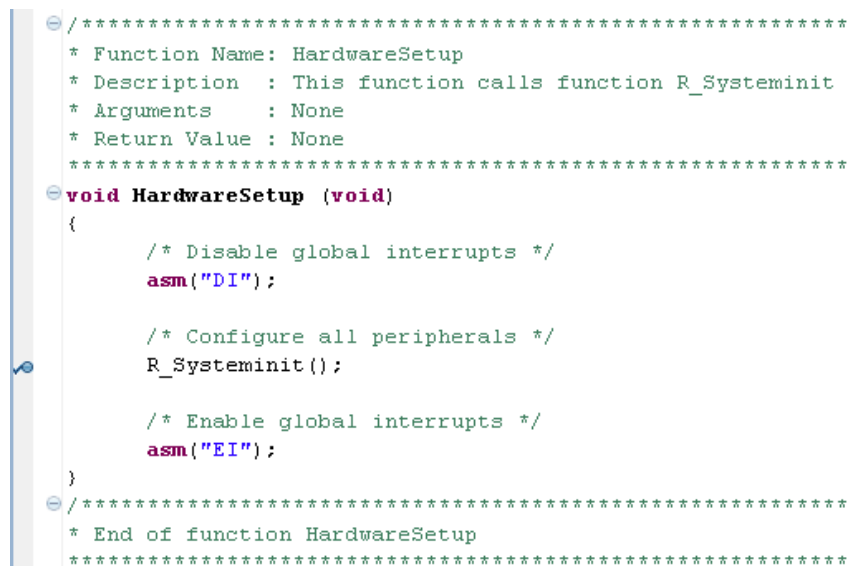 /***********************************************************
* Function Name: HardwareSetup
* Description  : This function calls function R_Systeminit
* Arguments    : None
* Return Value : None
***********************************************************
void HardwareSetup (void)
{
      /* Disable global interrupts */
      asm("DI");
      /* Configure all peripherals */
      R_Systeminit();
      /* Enable global interrupts */
      asm("EI");
}
/***********************************************************
* End of function HardwareSetup
***********************************************************